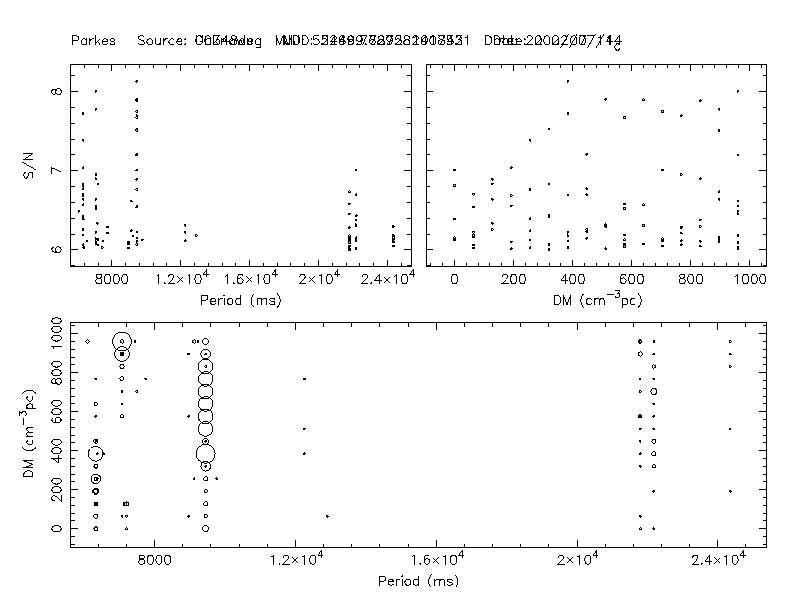 Parkes Source:
S/N
8
7
6
8000 1.2×10⁴ 1.6×10⁴ 2×10⁴ 2.4×10⁴
Period (ms)
0 200 400 600 800 1000
DM (cm⁻³pc)
DM (cm⁻³pc)
1000
800
600
400
200
0
8000 1.2×10⁴ 1.6×10⁴ 2×10⁴ 2.4×10⁴
Period (ms)